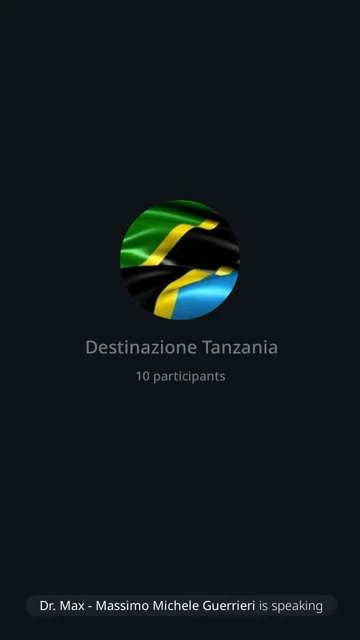 Destinazione Tanzania
10 participants
Dr. Max - Massimo Michele Guerrieri is speaking